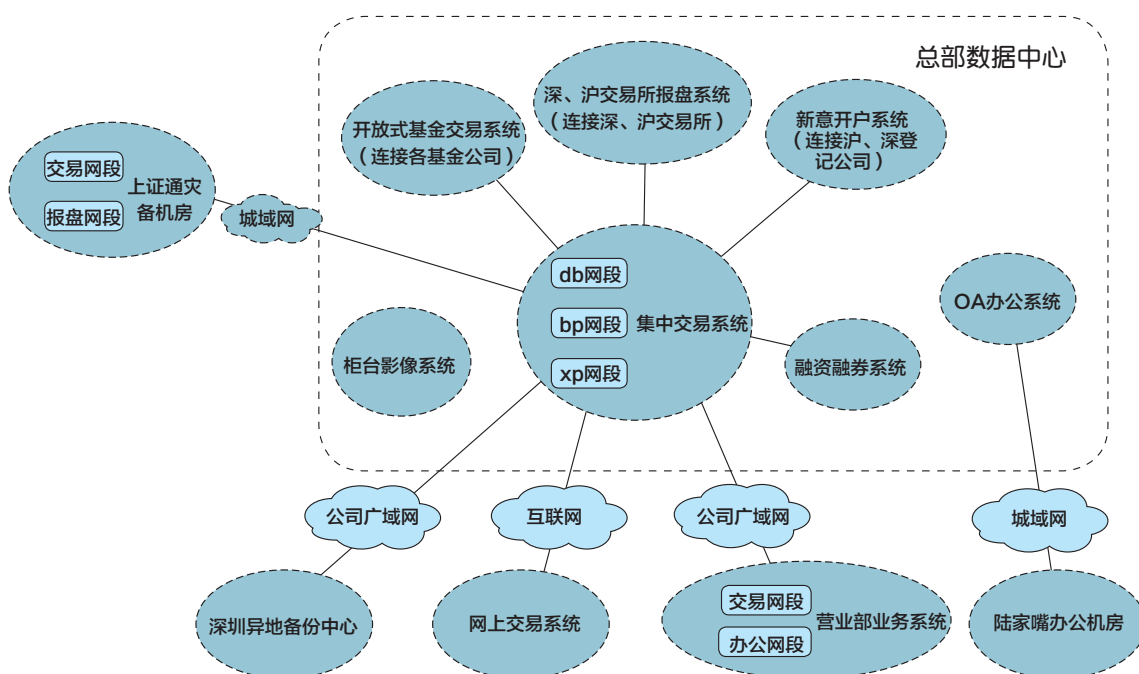 总部数据中心
深、沪交易所报盘系统
（连接深、沪交易所）
开放式基金交易系统
（连接各基金公司）
新意开户系统
（连接沪、深登
记公司）
交易网段
报盘网段
上证通灾
备机房
城域网
db网段
bp网段
xp网段
集中交易系统
OA办公系统
柜台影像系统
融资融券系统
公司广域网
互联网
公司广域网
城域网
深圳异地备份中心
网上交易系统
交易网段
办公网段
营业部业务系统
陆家嘴办公机房